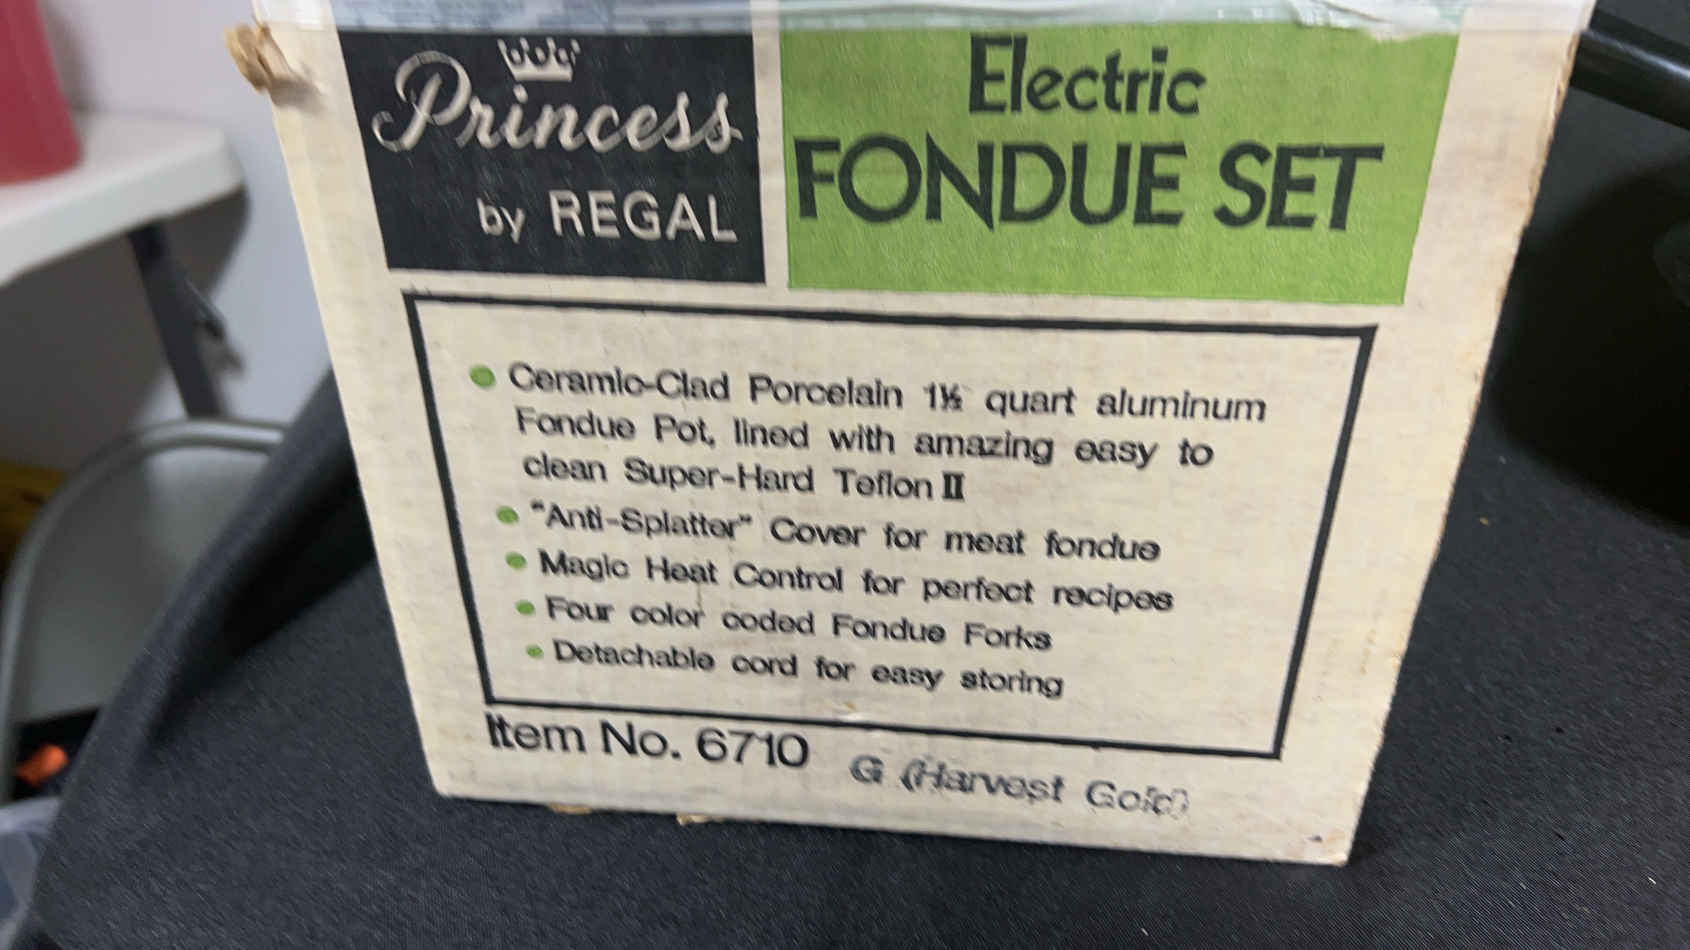 Princess
by REGAL
Electric
FONDUE SET
Ceramic-Clad Porcelain 1½ quart aluminum
Fondue Pot, lined with amazing easy to
clean Super-Hard Teflon II
"Anti-Splatter" Cover for meat fondue
Magic Heat Control for perfect recipes
Four color coded Fondue Forks
Detachable cord for easy storing
Item No. 6710 G (Harvest Gold)